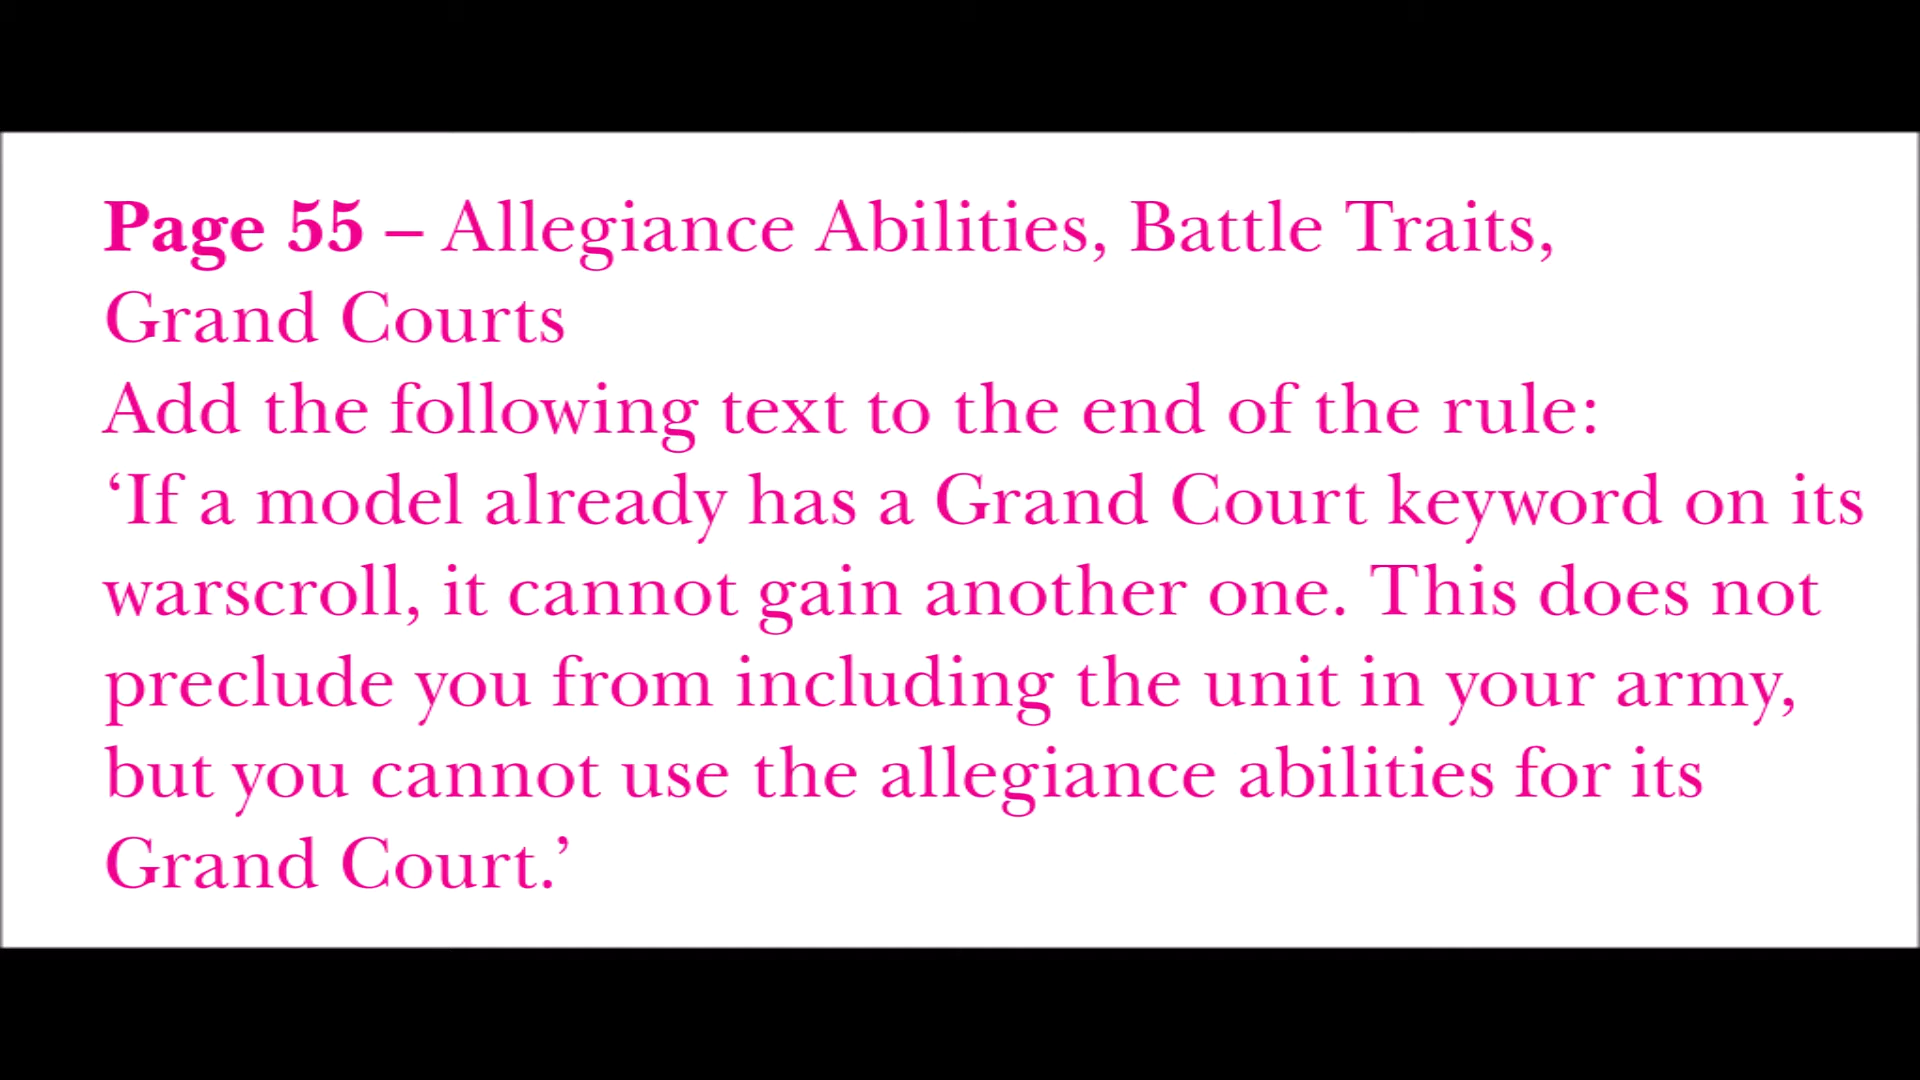 Page 55 – Allegiance Abilities, Battle Traits,
Grand Courts
Add the following text to the end of the rule:
‘If a model already has a Grand Court keyword on its
warscroll, it cannot gain another one. This does not
preclude you from including the unit in your army,
but you cannot use the allegiance abilities for its
Grand Court.’